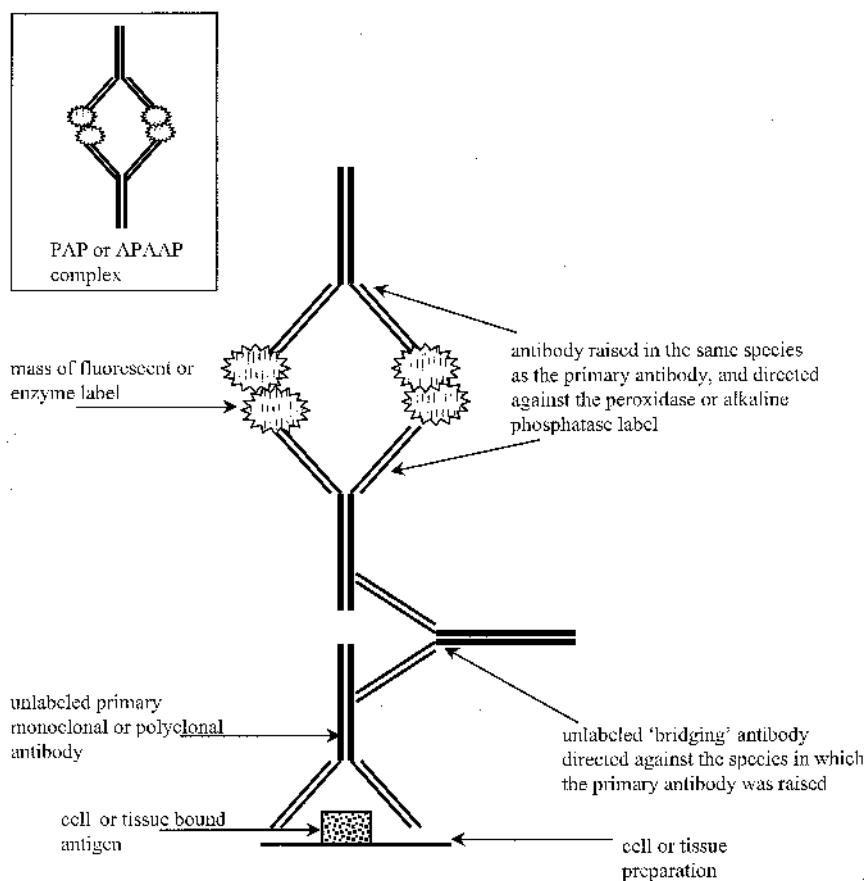 PAP or APAAP
complex
mass of fluorescent or
enzyme label
antibody raised in the same species
as the primary antibody, and directed
against the peroxidase or alkaline
phosphatase label
unlabeled primary
monoclonal or polyclonal
antibody
unlabeled ‘bridging’ antibody
directed against the species in which
the primary antibody was raised
cell or tissue bound
antigen
cell or tissue
preparation